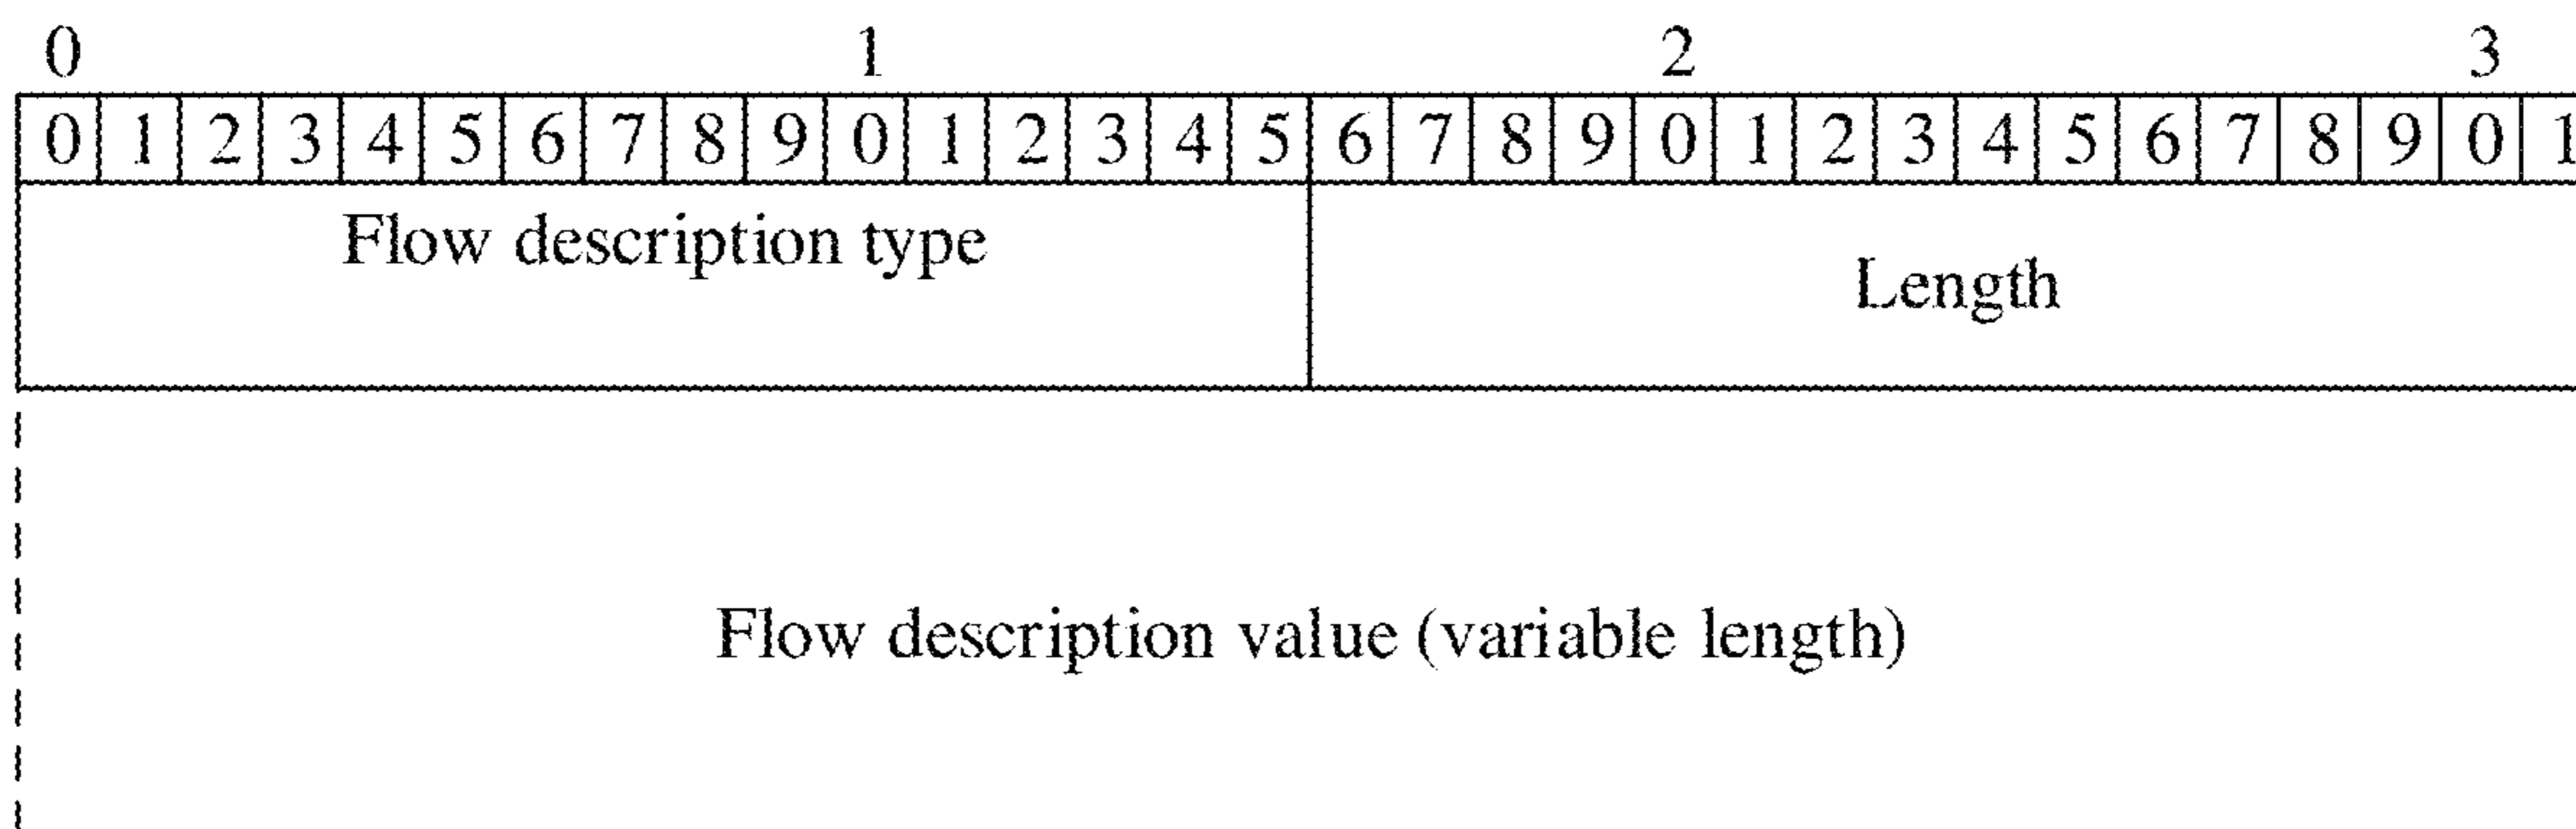 0 1 2 3
0 1 2 3 4 5 6 7 8 9 0 1 2 3 4 5 6 7 8 9 0 1 2 3 4 5 6 7 8 9 0 1
Flow description type
Length
Flow description value (variable length)